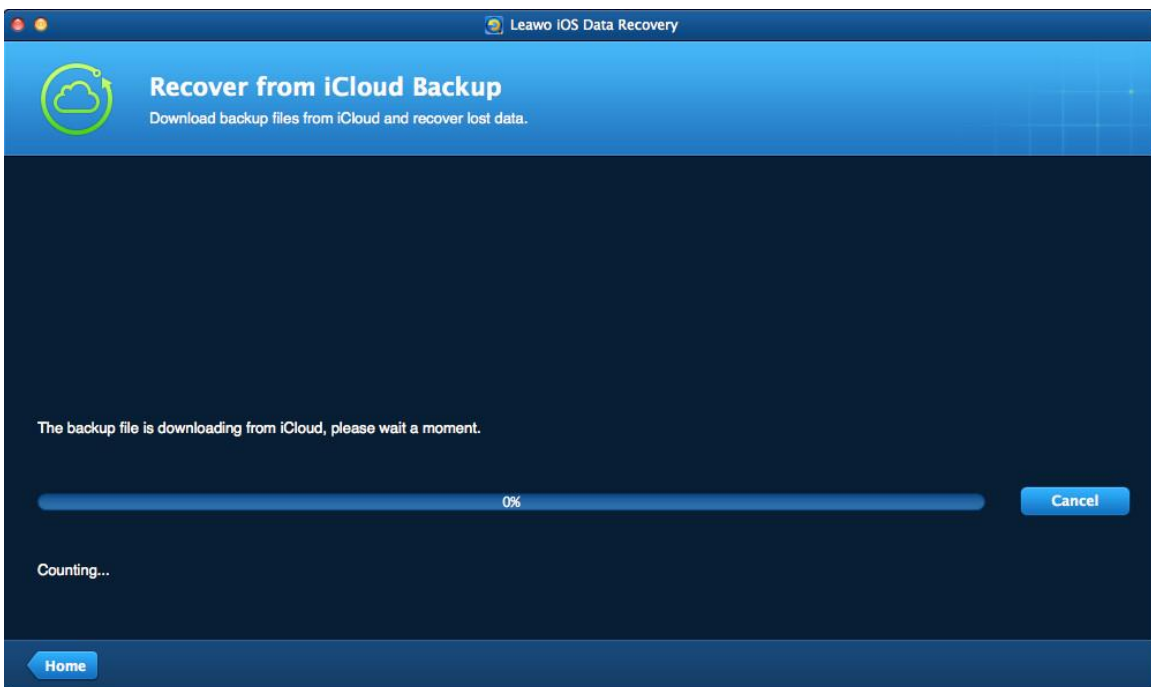 Leawo iOS Data Recovery
Recover from iCloud Backup
Download backup files from iCloud and recover lost data.
The backup file is downloading from iCloud, please wait a moment.
0%
Cancel
Counting...
Home